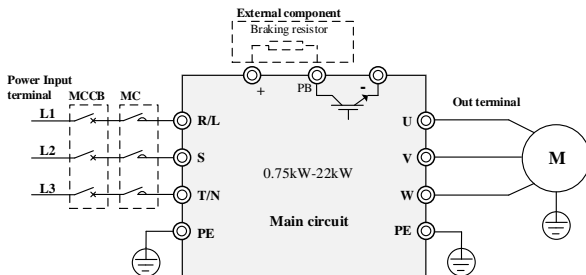 External component
Braking resistor
Power Input
terminal
MCCB
MC
+
PB
-
L1
R/L
U
Out terminal
L2
S
V
M
0.75kW-22kW
L3
T/N
W
Main circuit
PE
PE